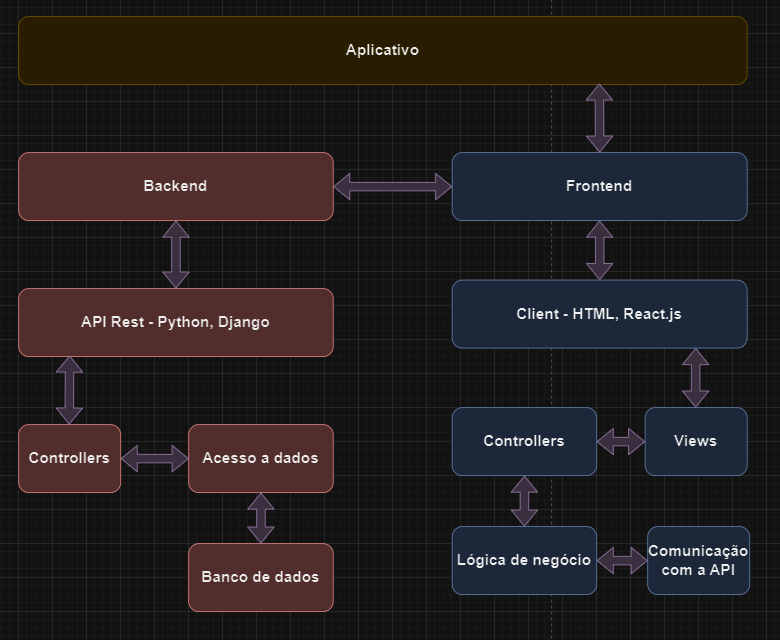 Aplicativo
Backend
Frontend
API Rest - Python, Django
Client - HTML, React.js
Controllers
Acesso a dados
Controllers
Views
Banco de dados
Lógica de negócio
Comunicação
com a API